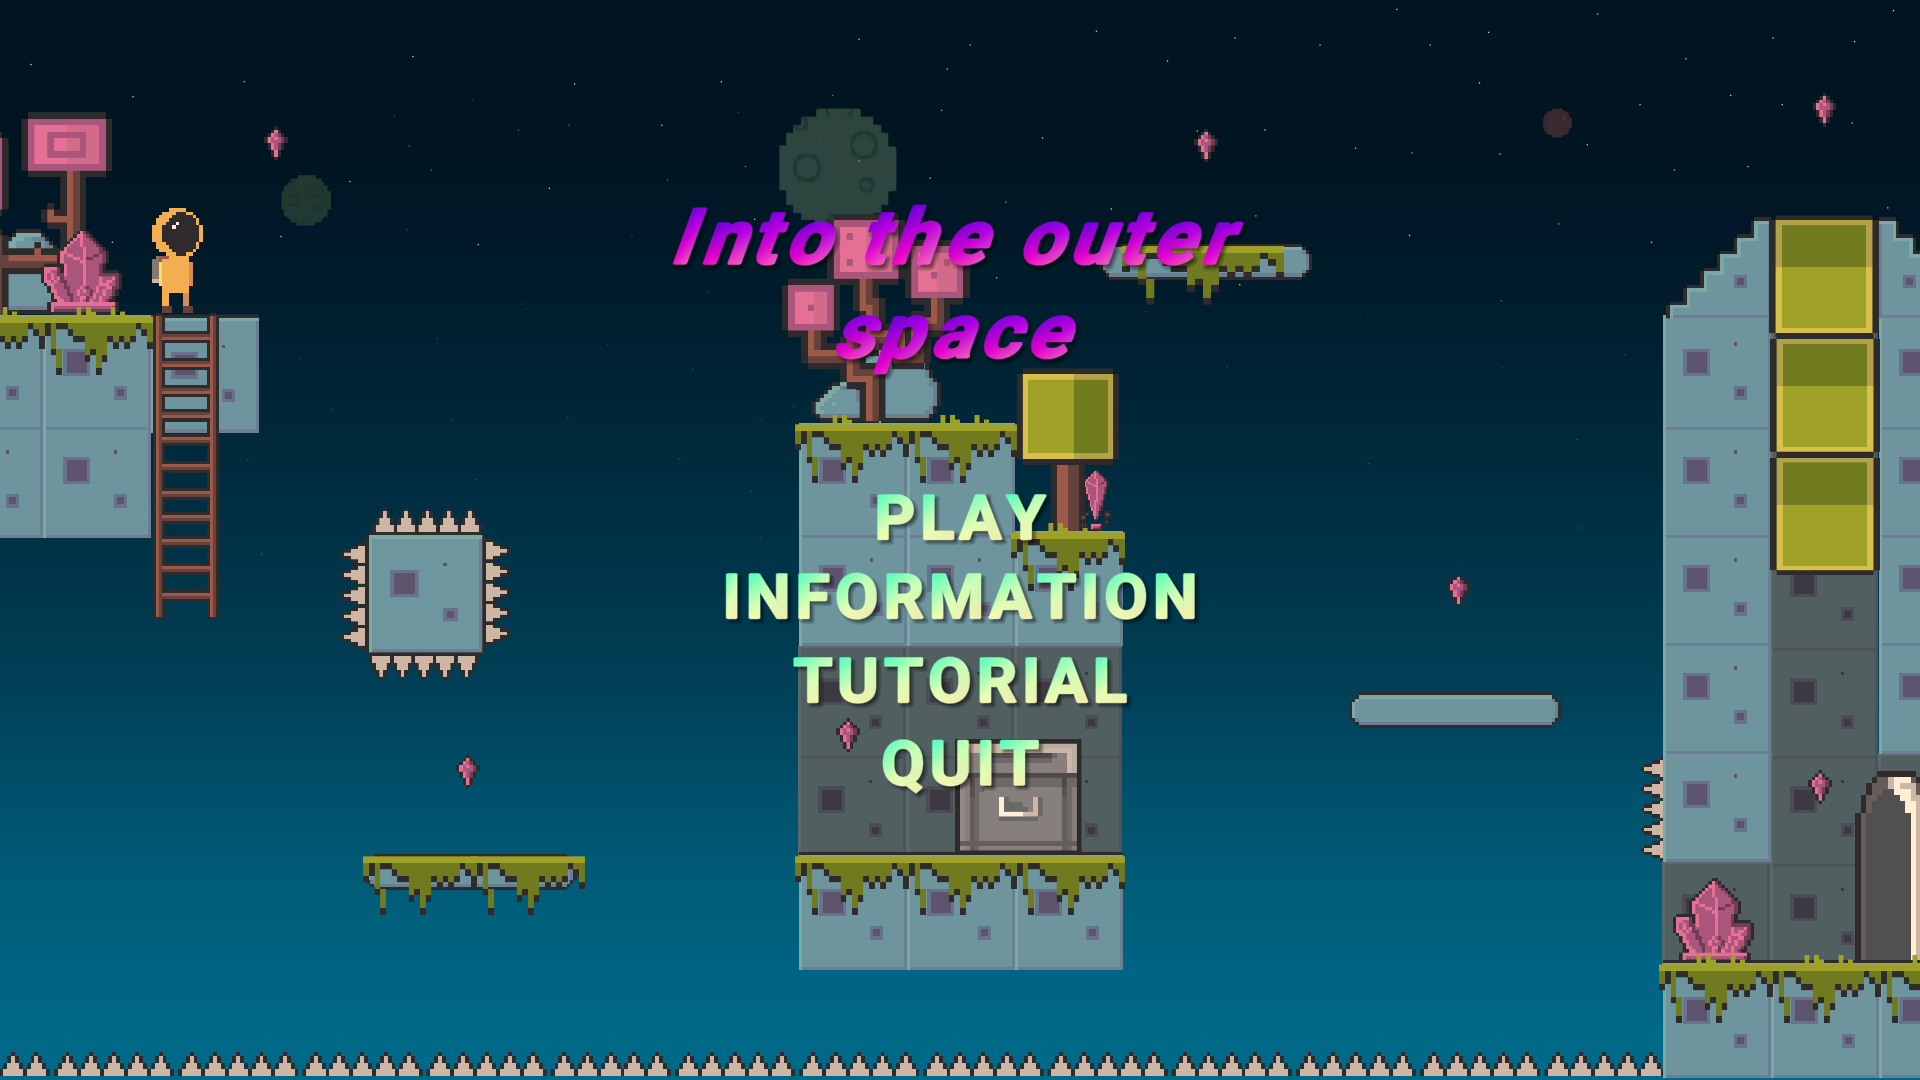 Into the outer
space
PLAY
INFORMATION
TUTORIAL
QUIT